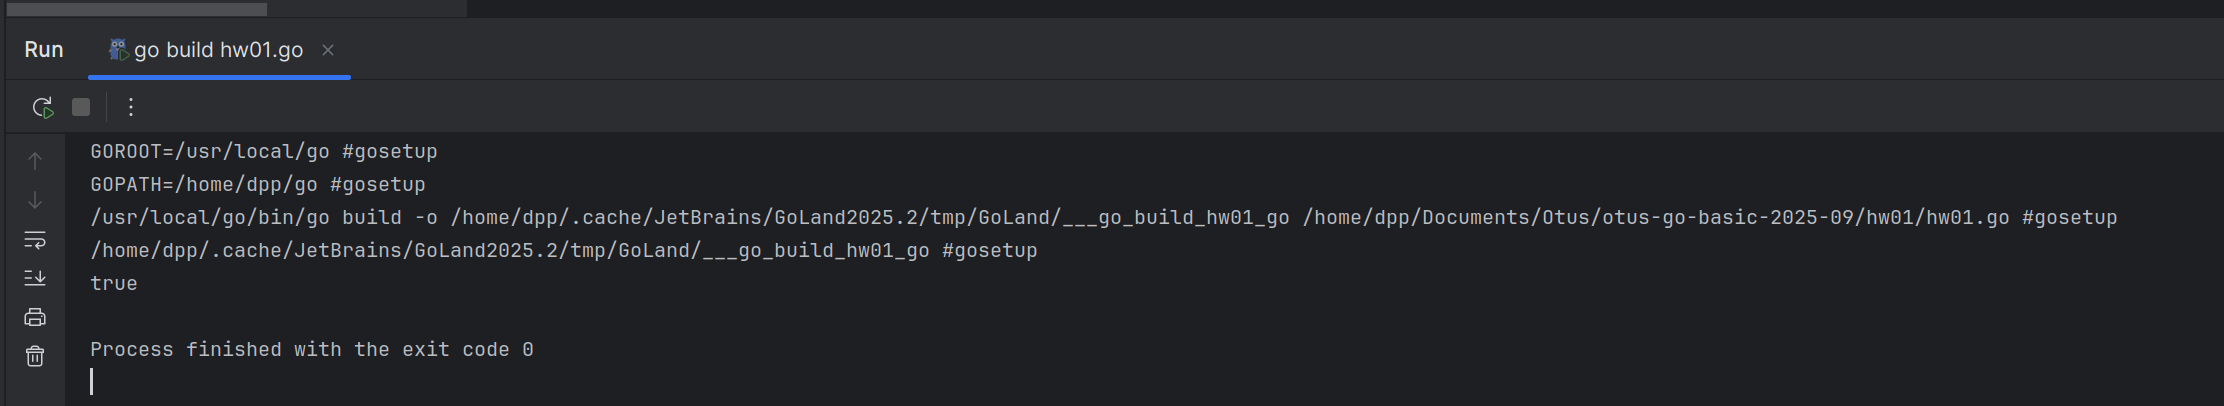 Run go build hw01.go
GOROOT=/usr/local/go #gosetup
GOPATH=/home/dpp/go #gosetup
/usr/local/go/bin/go build -o /home/dpp/.cache/JetBrains/GoLand2025.2/tmp/GoLand/___go_build_hw01_go /home/dpp/Documents/Otus/otus-go-basic-2025-09/hw01/hw01.go #gosetup
/home/dpp/.cache/JetBrains/GoLand2025.2/tmp/GoLand/___go_build_hw01_go #gosetup
true
Process finished with the exit code 0